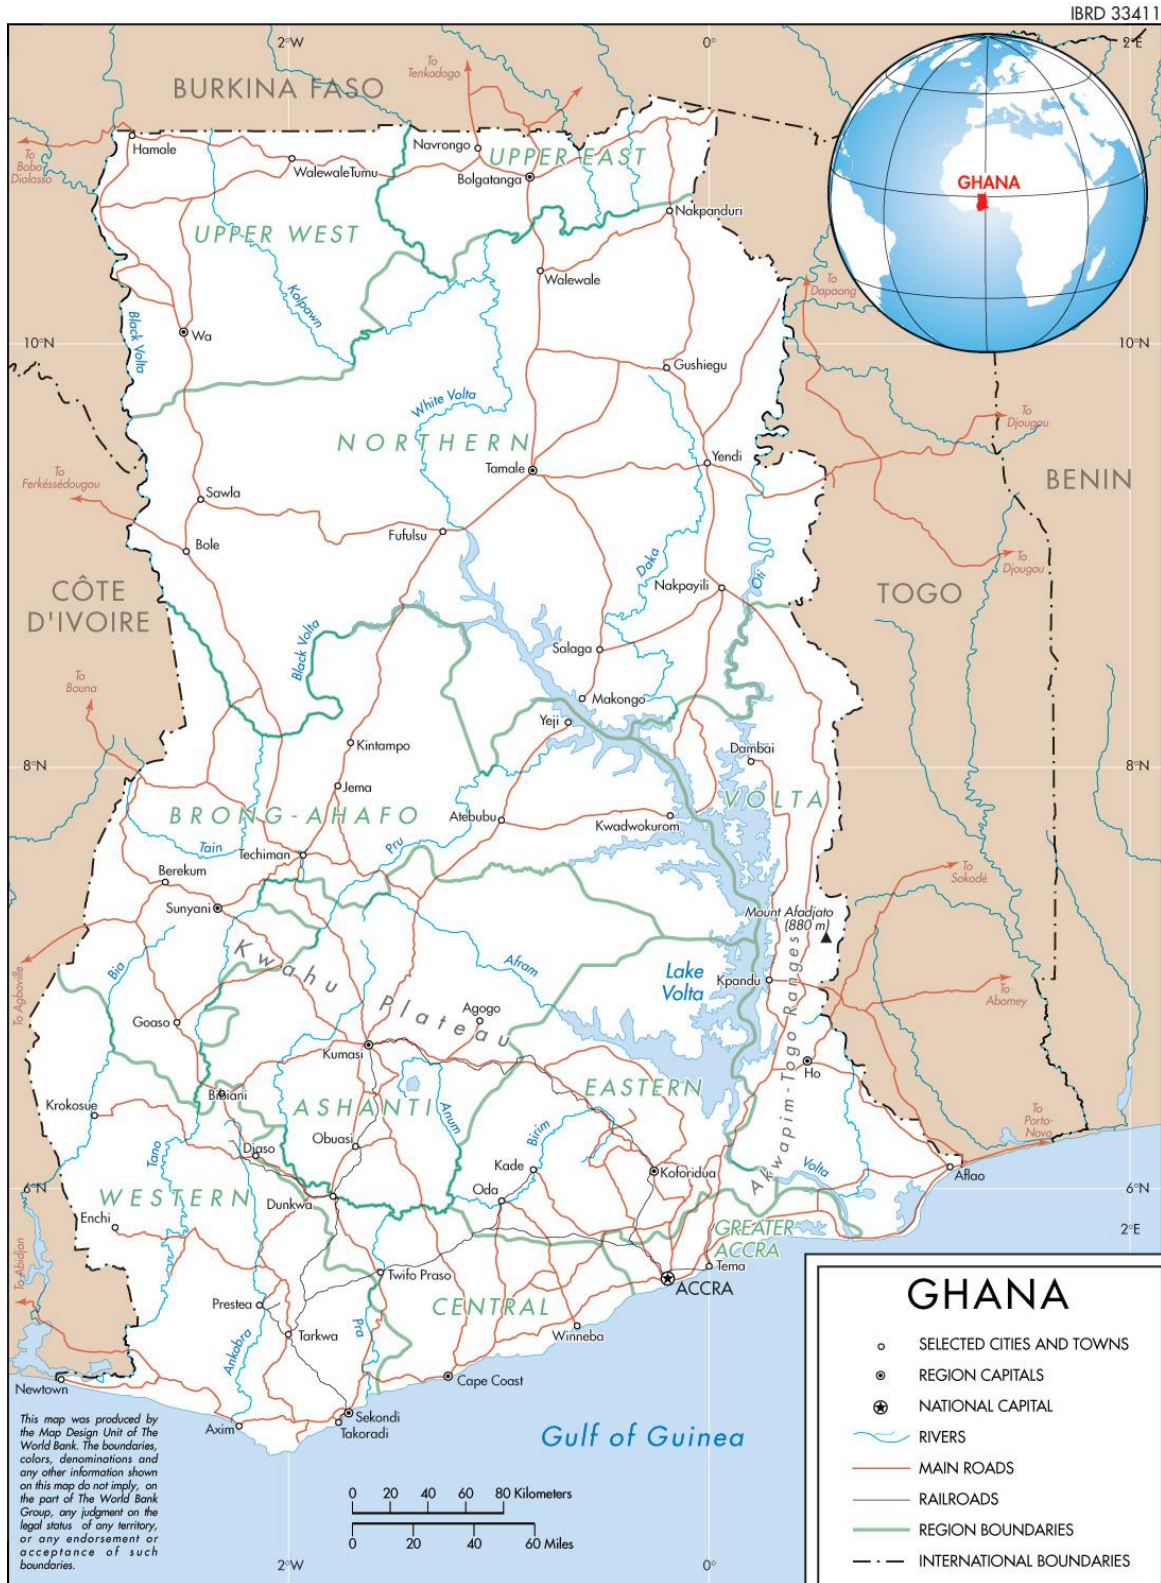 IBRD 33411
2°W
0°
2°E
To
Tenkodogo
BURKINA FASO
Hamale
Navrongo
UPPER EAST
To
Bobo
Diolasso
WalewaleTumu
Bolgatanga
GHANA
Nakpanduri
UPPER WEST
Walewale
To
Dapaong
Kolpawn
Black Volta
Wa
10°N
10°N
Gushiegu
White Volta
To
Djougou
NORTHERN
Tamale
Yendi
To
Ferkéssédougou
BENIN
Sawla
Fufulsu
Bole
Daka
To
Djougou
CÔTE
D'IVOIRE
Nakpayili
Oti
TOGO
Black Volta
Salaga
To
Bouna
Makongo
Yeji
Kintampo
Dambai
8°N
8°N
Jema
VOLTA
BRONG-AHAFO
Atebubu
Kwadwokurom
Tain
Techiman
Pru
Berekum
To
Sokodé
Sunyani
Mount Afadjato
(880 m)
Kwahu Plateau
Bia
Afram
Lake
Volta
Kpandu
To
Abomey
To Agboville
Goaso
Agogo
Akwapim-Togo Ranges
Kumasi
Ho
Bibiani
EASTERN
Krokosue
ASHANTI
Anum
To
Porto-
Novo
Obuasi
Birim
Tano
Diaso
Kade
Koforidua
Volta
Aflao
6°N
6°N
WESTERN
Dunkwa
Oda
Enchi
GREATER
ACCRA
2°E
To Abidjan
Twifo Praso
Tema
ACCRA
Prestea
CENTRAL
Tarkwa
Pra
Winneba
Ankobra
Newtown
Cape Coast
Axim
Sekondi
Takoradi
Gulf of Guinea
This map was produced by
the Map Design Unit of The
World Bank. The boundaries,
colors, denominations and
any other information shown
on this map do not imply, on
the part of The World Bank
Group, any judgment on the
legal status of any territory,
or any endorsement or
acceptance of such
boundaries.
0 20 40 60 80 Kilometers
0 20 40 60 Miles
2°W
0°
GHANA
SELECTED CITIES AND TOWNS
REGION CAPITALS
NATIONAL CAPITAL
RIVERS
MAIN ROADS
RAILROADS
REGION BOUNDARIES
INTERNATIONAL BOUNDARIES